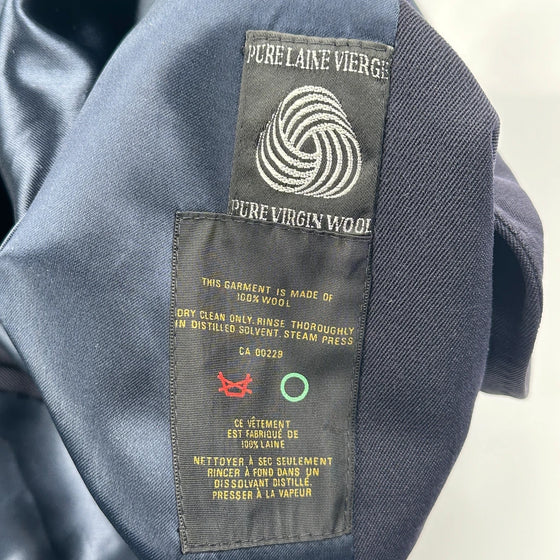 PURE LAINE VIERGE
PURE VIRGIN WOOL
THIS GARMENT IS MADE OF
100% WOOL
DRY CLEAN ONLY. RINSE THOROUGHLY
IN DISTILLED SOLVENT. STEAM PRESS
CA 00229
CE VÊTEMENT
EST FABRIQUÉ DE
100% LAINE
NETTOYER À SEC SEULEMENT
RINCER À FOND DANS UN
DISSOLVANT DISTILLÉ.
PRESSER À LA VAPEUR